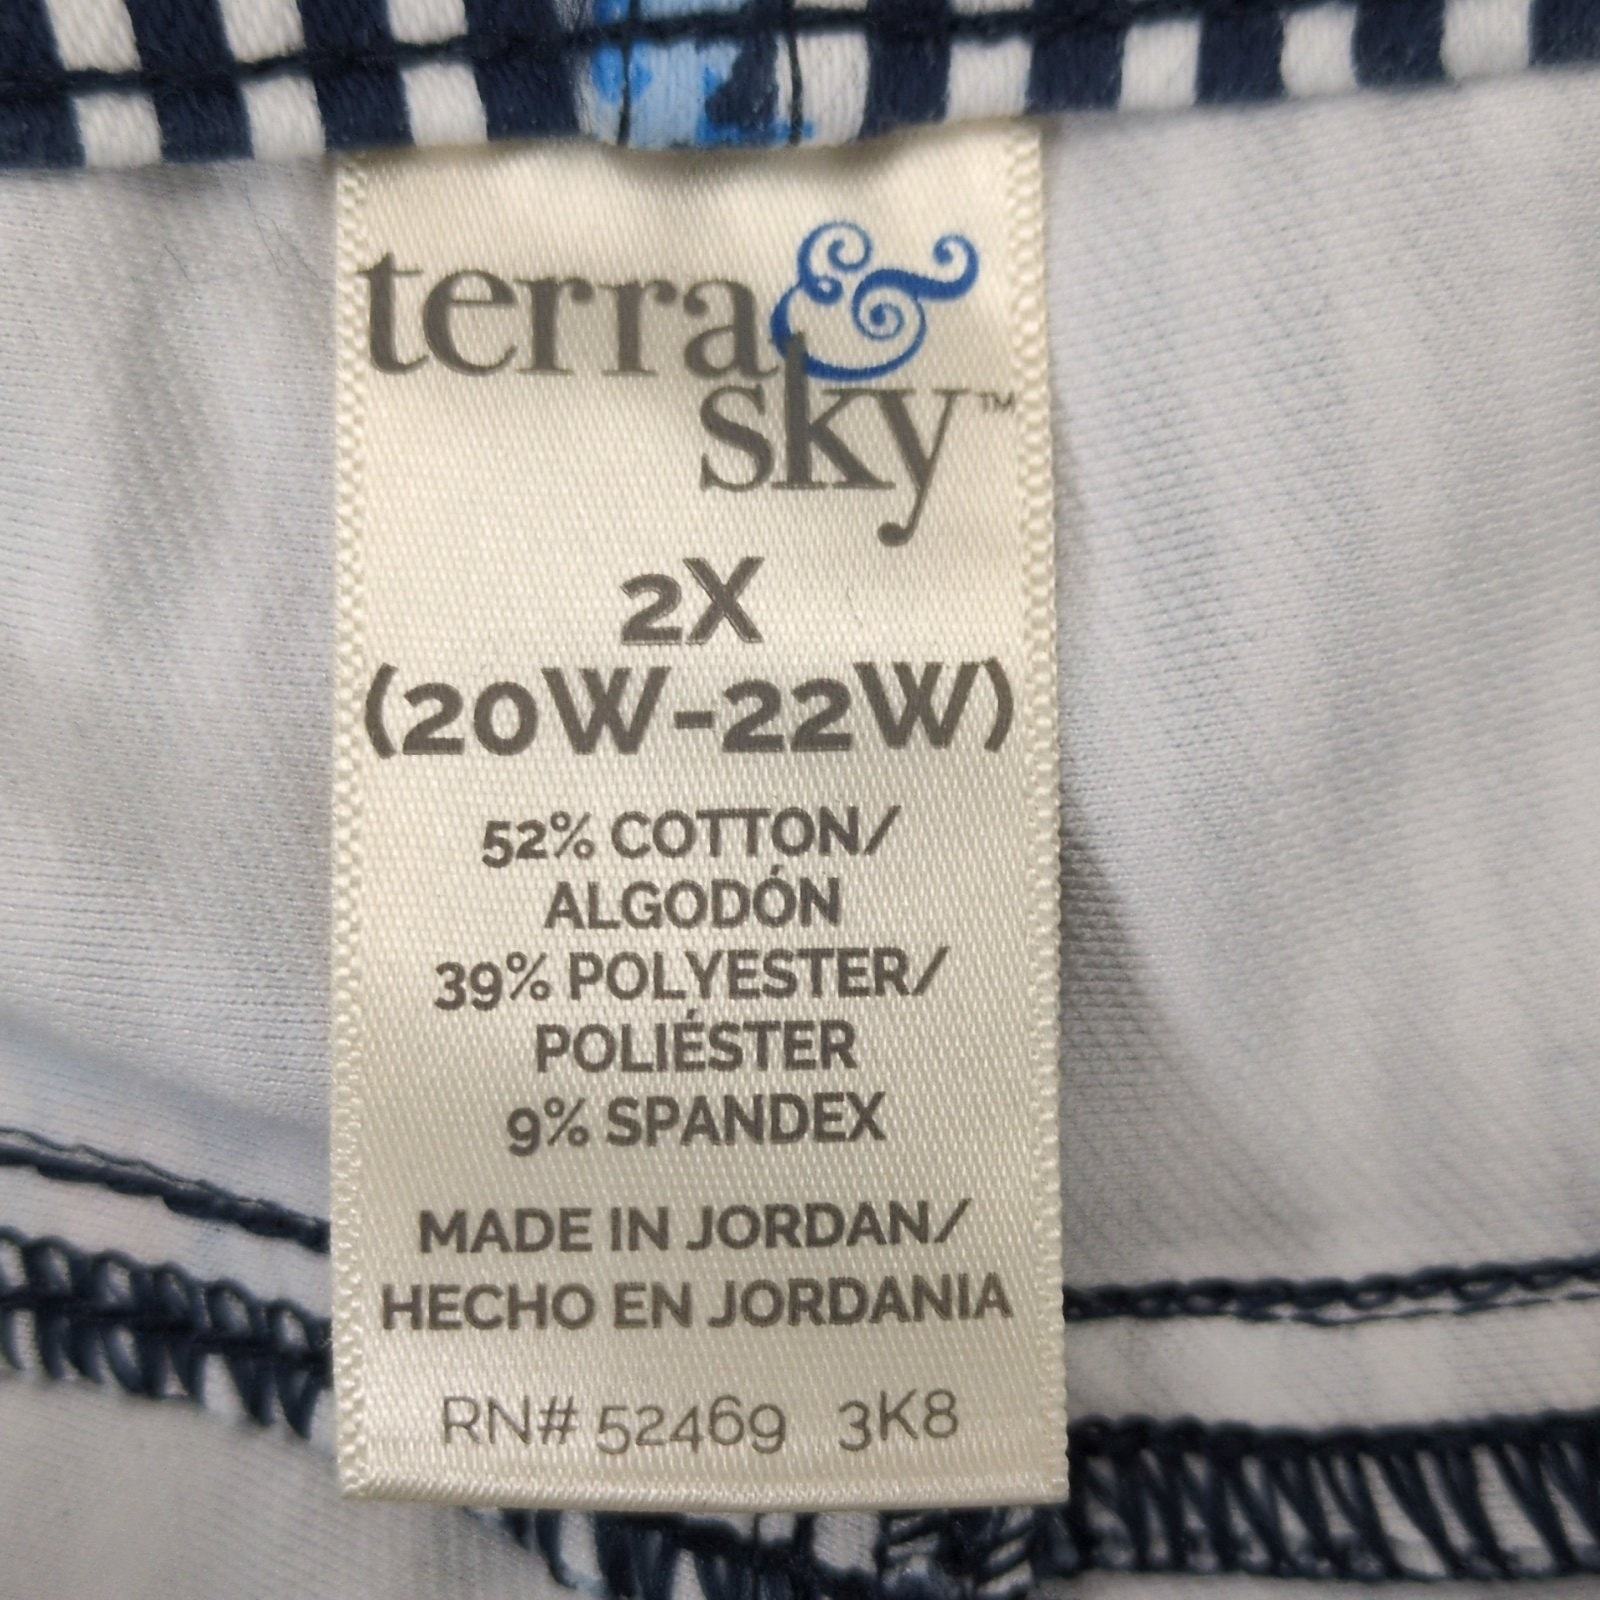 terra &
sky™
2X
(20W-22W)
52% COTTON/
ALGODÓN
39% POLYESTER/
POLIÉSTER
9% SPANDEX
MADE IN JORDAN/
HECHO EN JORDANIA
RN# 52469 3K8